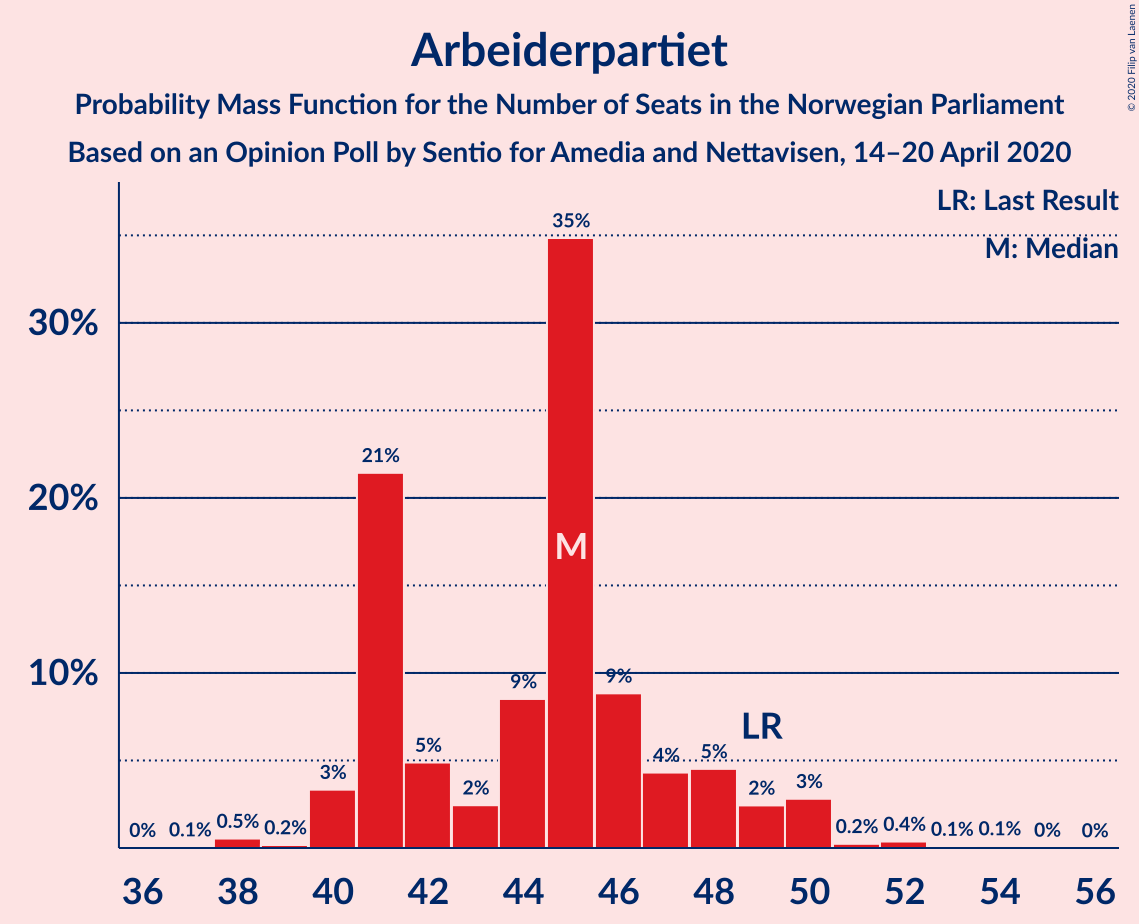 Arbeiderpartiet
Probability Mass Function for the Number of Seats in the Norwegian Parliament
Based on an Opinion Poll by Sentio for Amedia and Nettavisen, 14–20 April 2020
© 2020 Filip van Laenen
LR: Last Result
M: Median
30%
20%
10%
0%
0.1%
0.5%
0.2%
3%
21%
5%
2%
9%
35%
M
9%
4%
5%
LR
2%
3%
0.2%
0.4%
0.1%
0.1%
0%
0%
36 38 40 42 44 46 48 50 52 54 56